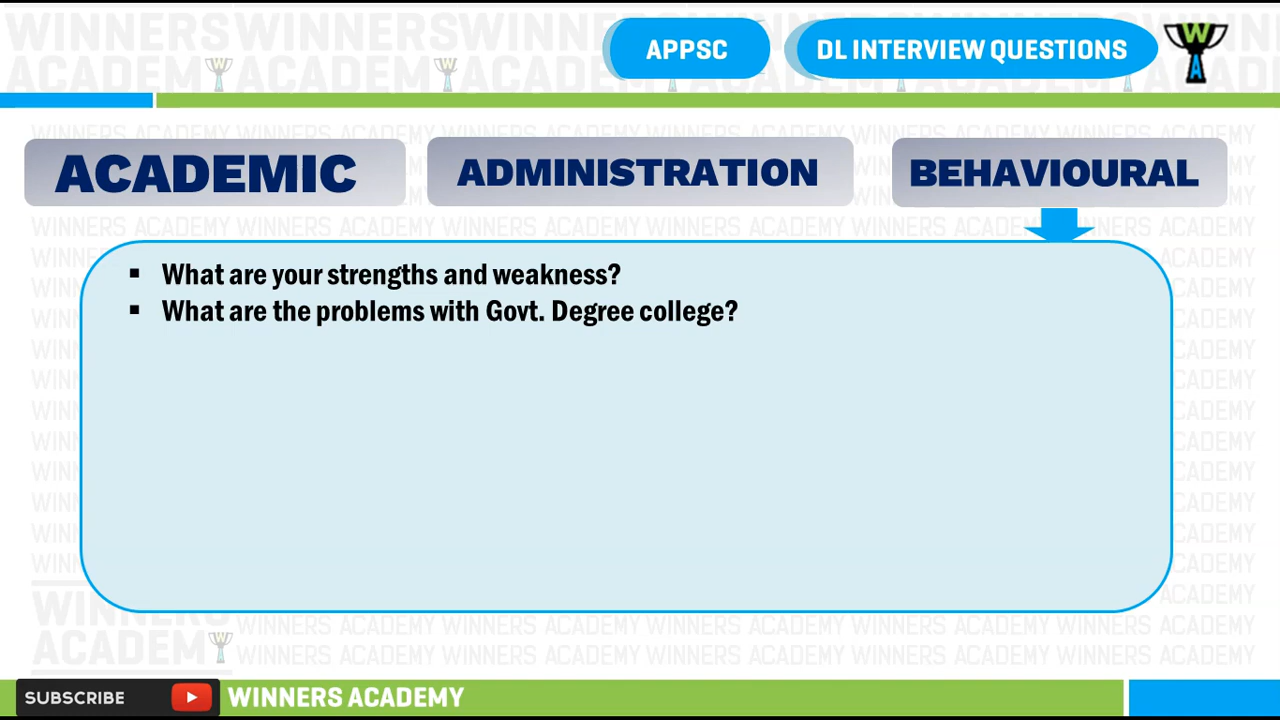 APPSC
DL INTERVIEW QUESTIONS
ACADEMIC
ADMINISTRATION
BEHAVIOURAL
▪ What are your strengths and weakness?
▪ What are the problems with Govt. Degree college?
SUBSCRIBE
WINNERS ACADEMY